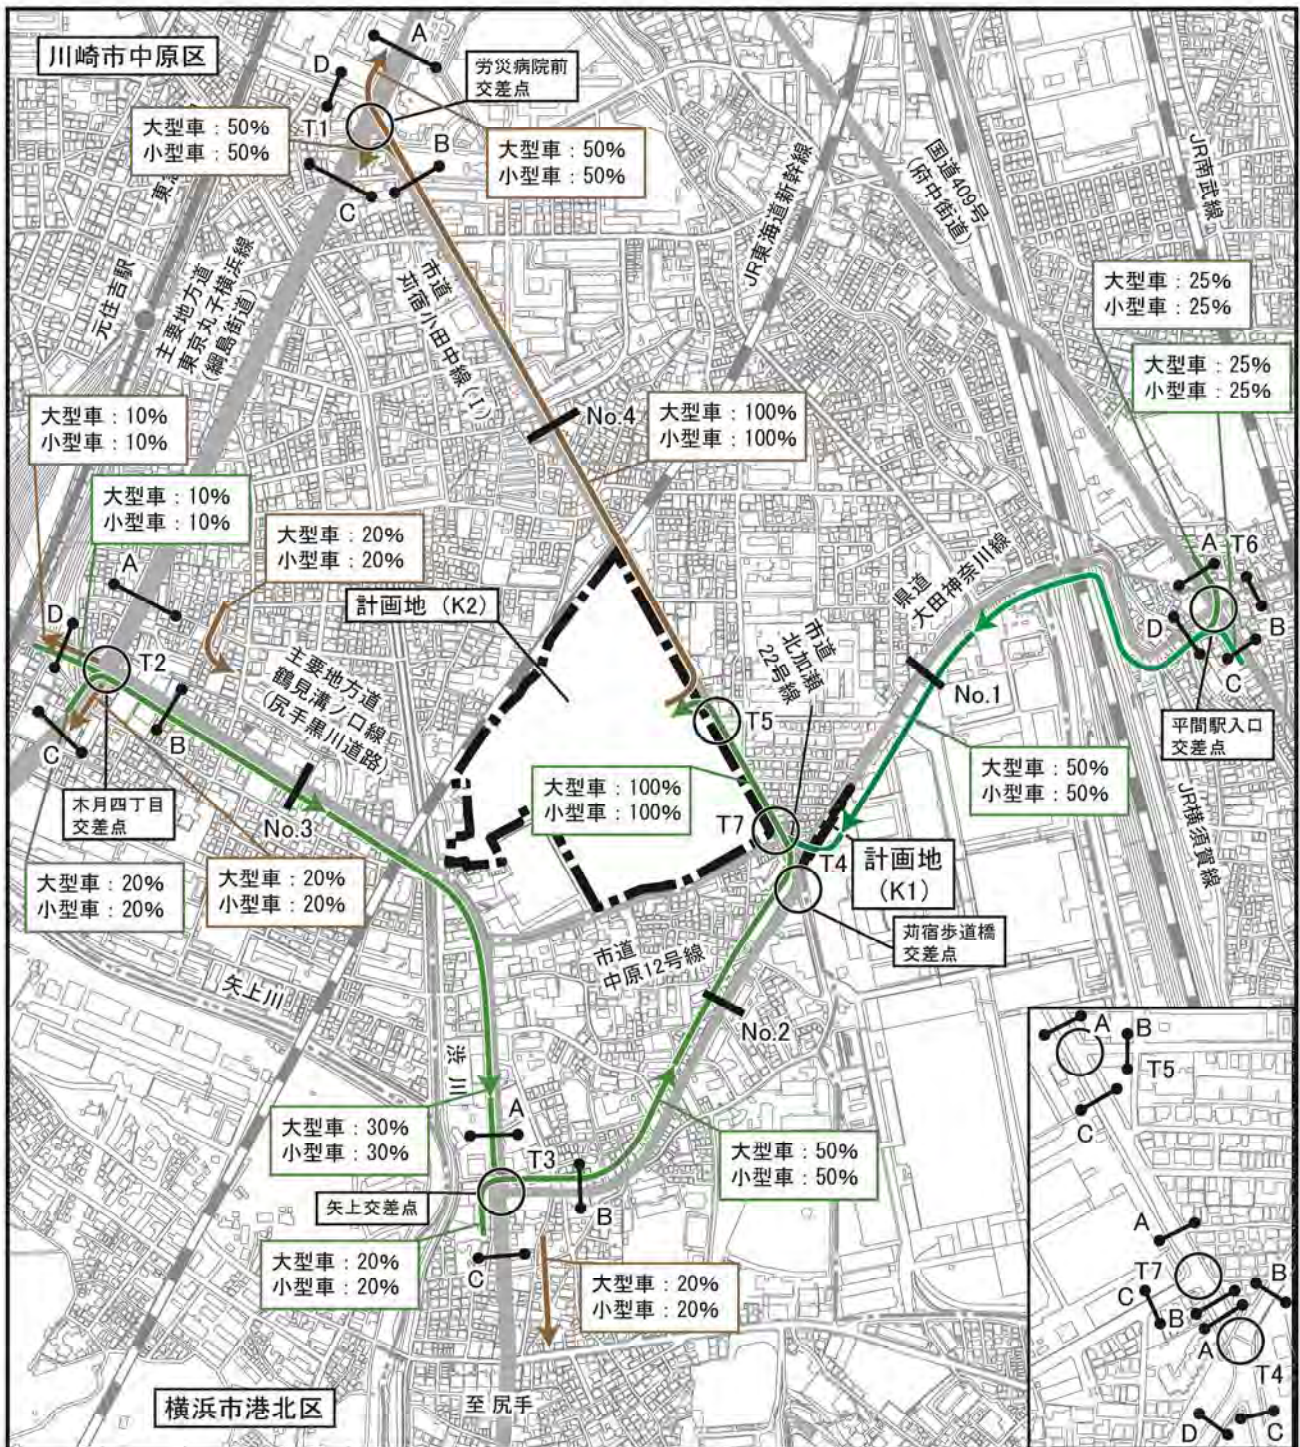 川崎市中原区
A
D
労災病院前
交差点
大型車：50%
小型車：50%
T1
B
大型車：50%
小型車：50%
C
国道409号
(府中街道)
JR南武線
JR東海道新幹線
元住吉駅
主要地方道
東京丸子横浜線
(綱島街道)
市道
苅宿小田中線(Ⅰ)
大型車：25%
小型車：25%
大型車：25%
小型車：25%
大型車：10%
小型車：10%
No.4
大型車：100%
小型車：100%
大型車：10%
小型車：10%
大型車：20%
小型車：20%
A
計画地（K2）
県道
大田神奈川線
A
T6
B
D
C
D
T2
主要地方道
鶴見溝ノ口線
(尻手黒川道路)
市道
北加瀬
22号線
No.1
T5
平間駅入口
交差点
C
B
木月四丁目
交差点
No.3
大型車：100%
小型車：100%
大型車：50%
小型車：50%
JR横須賀線
T7
T4
計画地
（K1）
大型車：20%
小型車：20%
大型車：20%
小型車：20%
市道
中原12号線
苅宿歩道橋
交差点
矢上川
No.2
渋川
A
B
T5
C
大型車：30%
小型車：30%
A
T3
大型車：50%
小型車：50%
矢上交差点
B
C
大型車：20%
小型車：20%
大型車：20%
小型車：20%
A
T7
C
B
B
A
T4
D
C
横浜市港北区
至 尻手